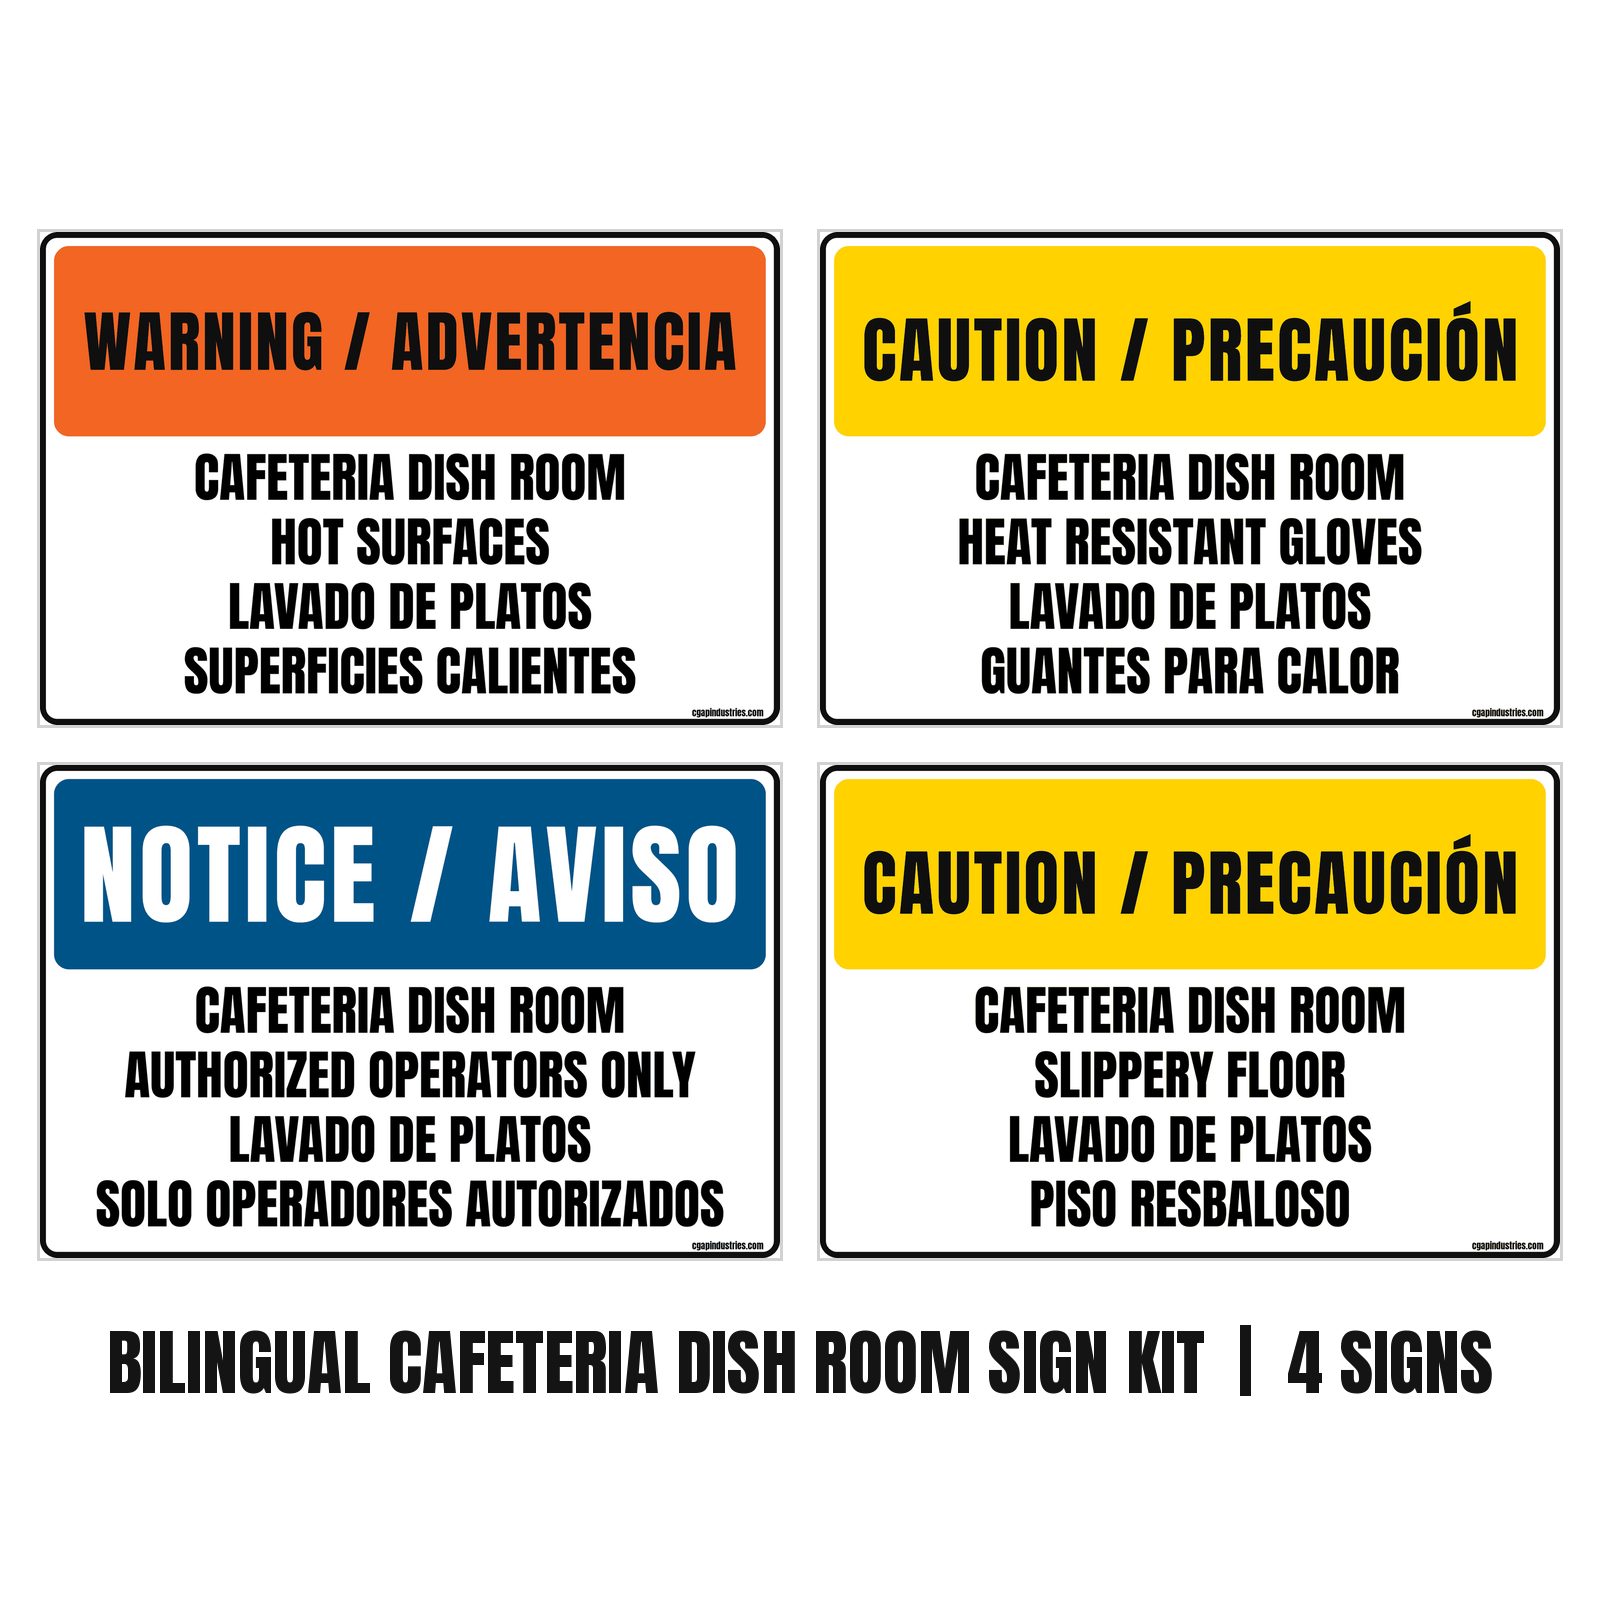 WARNING / ADVERTENCIA
CAFETERIA DISH ROOM
HOT SURFACES
LAVADO DE PLATOS
SUPERFICIES CALIENTES
cgapindustries.com
CAUTION / PRECAUCIÓN
CAFETERIA DISH ROOM
HEAT RESISTANT GLOVES
LAVADO DE PLATOS
GUANTES PARA CALOR
cgapindustries.com
NOTICE / AVISO
CAFETERIA DISH ROOM
AUTHORIZED OPERATORS ONLY
LAVADO DE PLATOS
SOLO OPERADORES AUTORIZADOS
cgapindustries.com
CAUTION / PRECAUCIÓN
CAFETERIA DISH ROOM
SLIPPERY FLOOR
LAVADO DE PLATOS
PISO RESBALOSO
cgapindustries.com
BILINGUAL CAFETERIA DISH ROOM SIGN KIT | 4 SIGNS